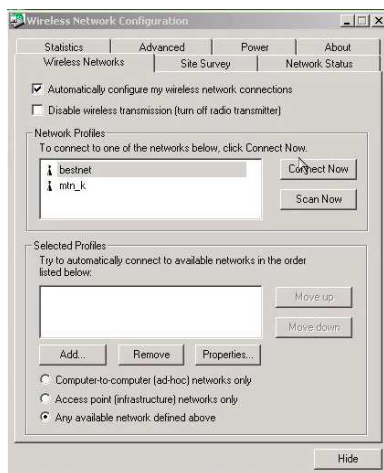 Wireless Network Configuration
Statistics Advanced Power About
Wireless Networks Site Survey Network Status
Automatically configure my wireless network connections
Disable wireless transmission (turn off radio transmitter)
Network Profiles
To connect to one of the networks below, click Connect Now.
bestnet
mtn_k
Connect Now
Scan Now
Selected Profiles
Try to automatically connect to available networks in the order
listed below:
Move up
Move down
Add... Remove Properties...
Computer-to-computer (ad-hoc) networks only
Access point (infrastructure) networks only
Any available network defined above
Hide